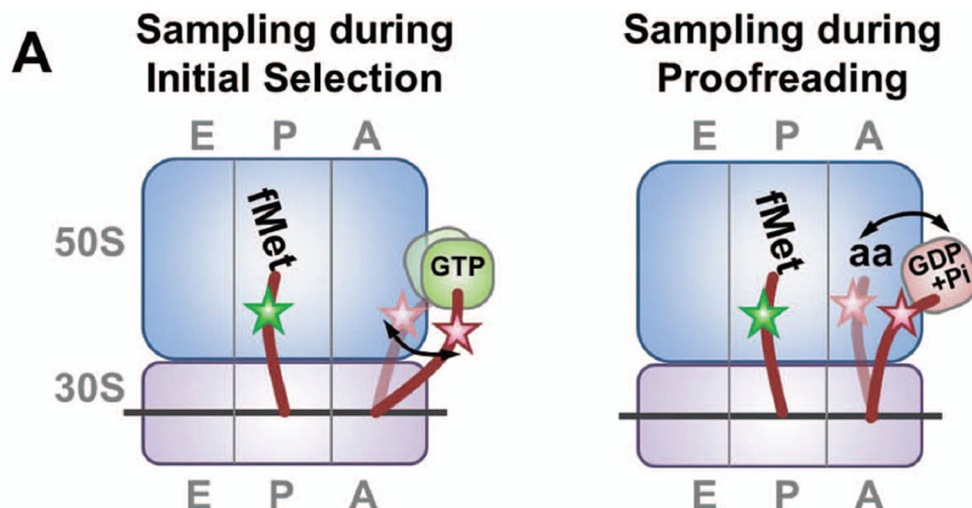 A
Sampling during
Initial Selection
E P A
fMet
50S
GTP
30S
E P A
Sampling during
Proofreading
E P A
fMet
aa
GDP
+Pi
E P A